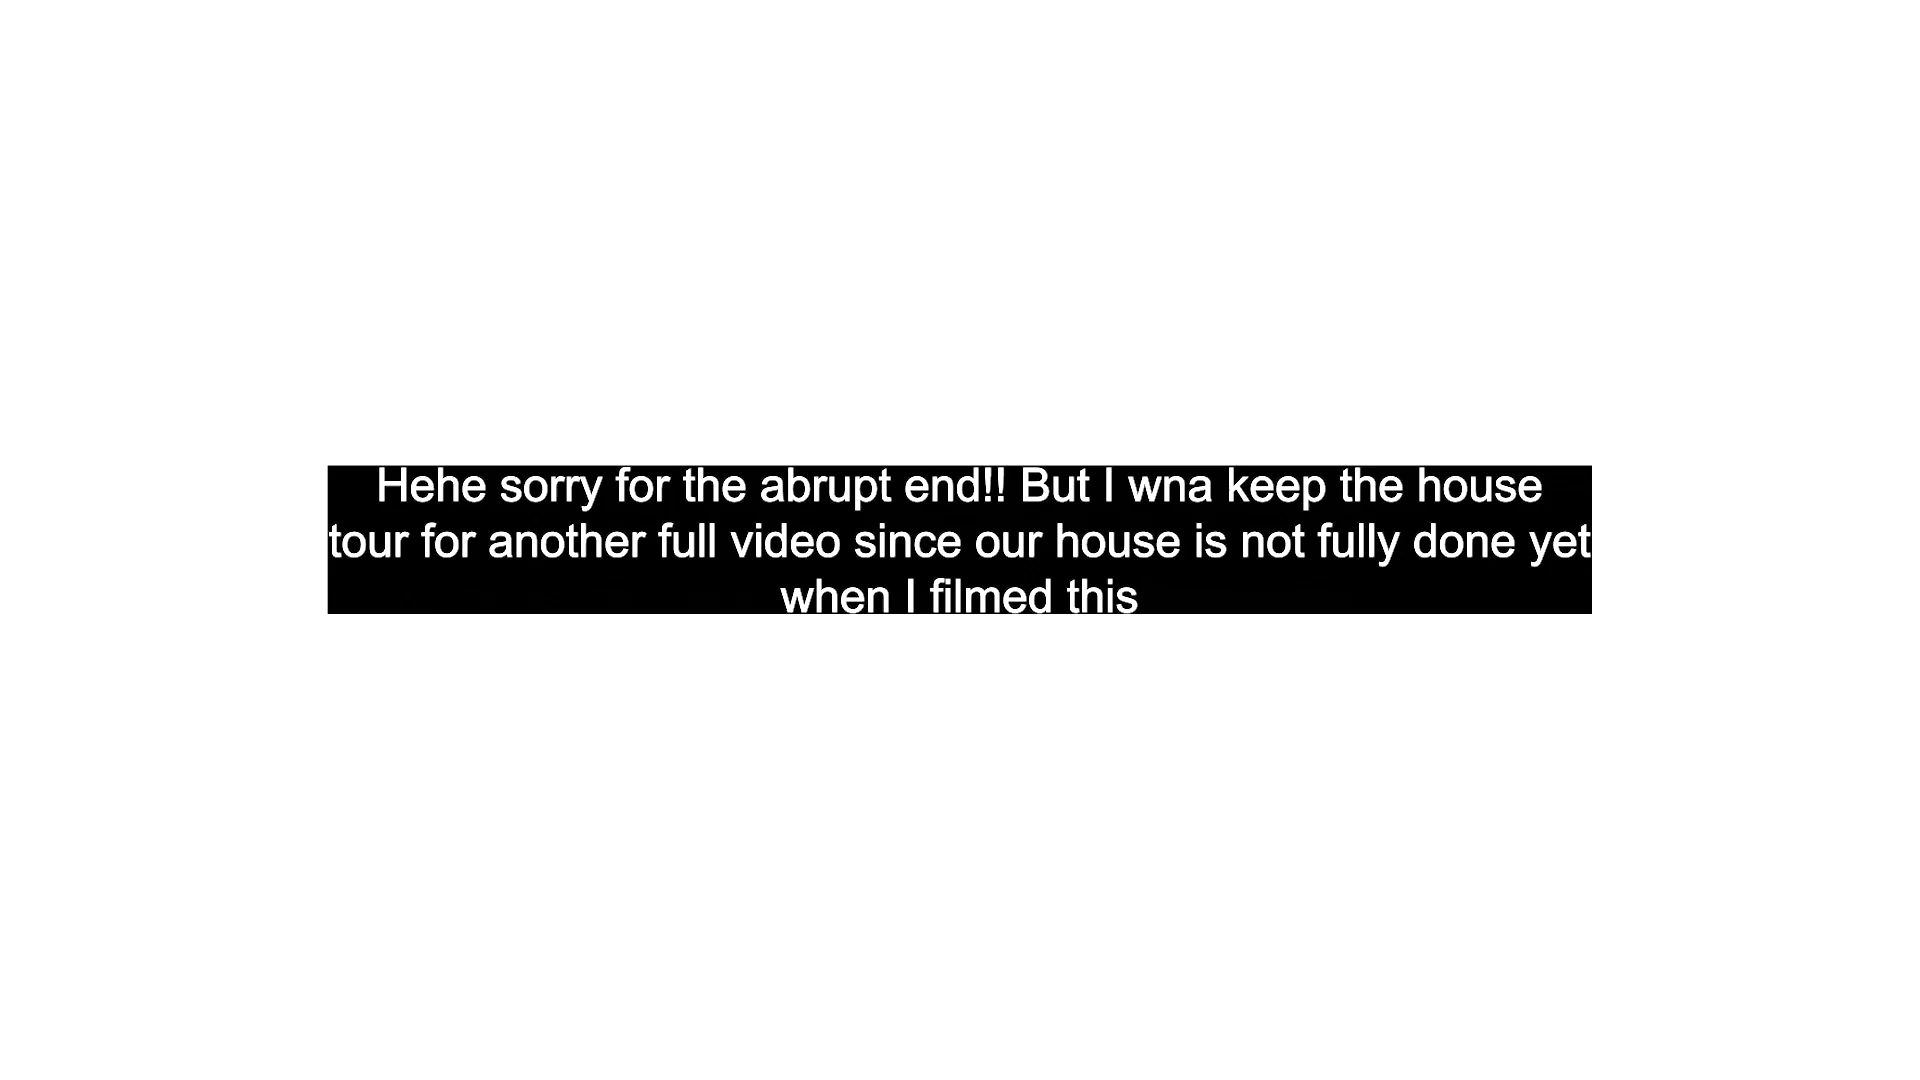 Hehe sorry for the abrupt end!! But I wna keep the house
tour for another full video since our house is not fully done yet
when I filmed this